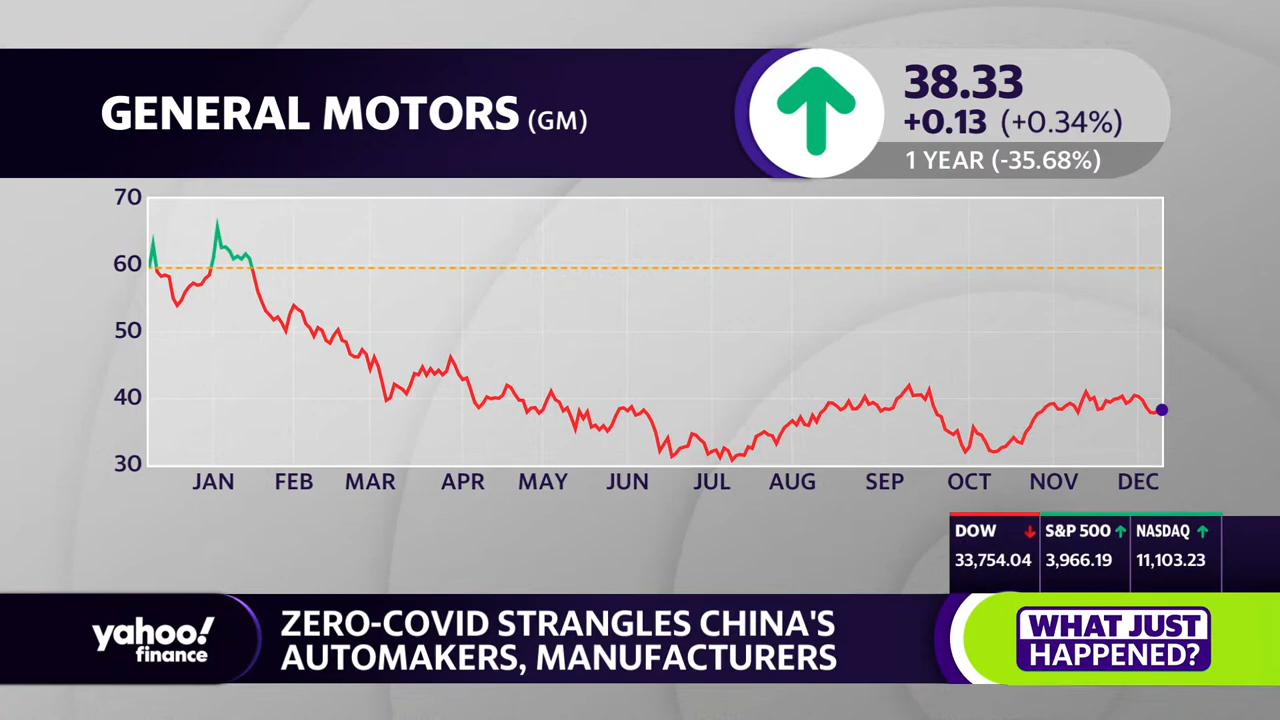 GENERAL MOTORS (GM)
38.33
+0.13 (+0.34%)
1 YEAR (-35.68%)
70
60
50
40
30
JAN FEB MAR APR MAY JUN JUL AUG SEP OCT NOV DEC
DOW S&P 500 NASDAQ
33,754.04 3,966.19 11,103.23
yahoo!
finance
ZERO-COVID STRANGLES CHINA'S
AUTOMAKERS, MANUFACTURERS
WHAT JUST
HAPPENED?